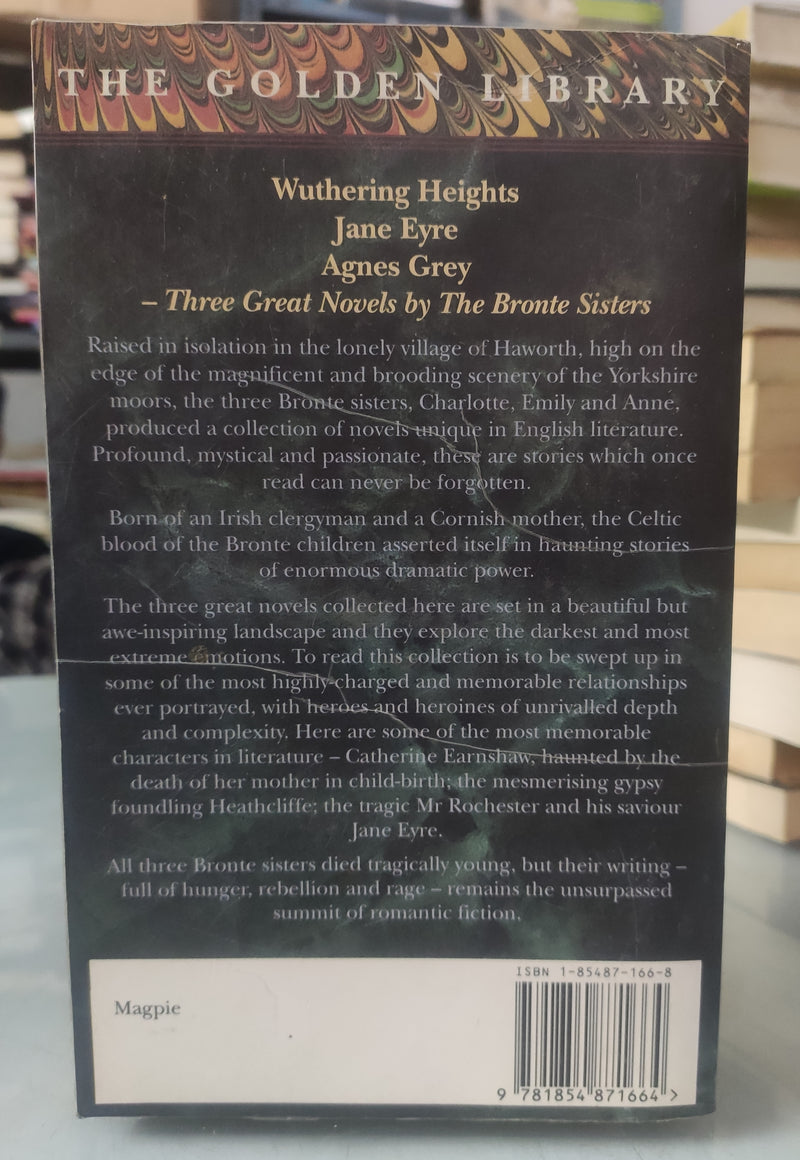 THE GOLDEN LIBRARY
Wuthering Heights
Jane Eyre
Agnes Grey
– Three Great Novels by The Bronte Sisters
Raised in isolation in the lonely village of Haworth, high on the
edge of the magnificent and brooding scenery of the Yorkshire
moors, the three Bronte sisters, Charlotte, Emily and Anne,
produced a collection of novels unique in English literature.
Profound, mystical and passionate, these are stories which once
read can never be forgotten.
Born of an Irish clergyman and a Cornish mother, the Celtic
blood of the Bronte children asserted itself in haunting stories
of enormous dramatic power.
The three great novels collected here are set in a beautiful but
awe-inspiring landscape and they explore the darkest and most
extreme emotions. To read this collection is to be swept up in
some of the most highly-charged and memorable relationships
ever portrayed, with heroes and heroines of unrivalled depth
and complexity. Here are some of the most memorable
characters in literature – Catherine Earnshaw, haunted by the
death of her mother in child-birth; the mesmerising gypsy
foundling Heathcliffe; the tragic Mr Rochester and his saviour
Jane Eyre.
All three Bronte sisters died tragically young, but their writing –
full of hunger, rebellion and rage – remains the unsurpassed
summit of romantic fiction.
ISBN 1-85487-166-8
Magpie
9 781854 871664 >